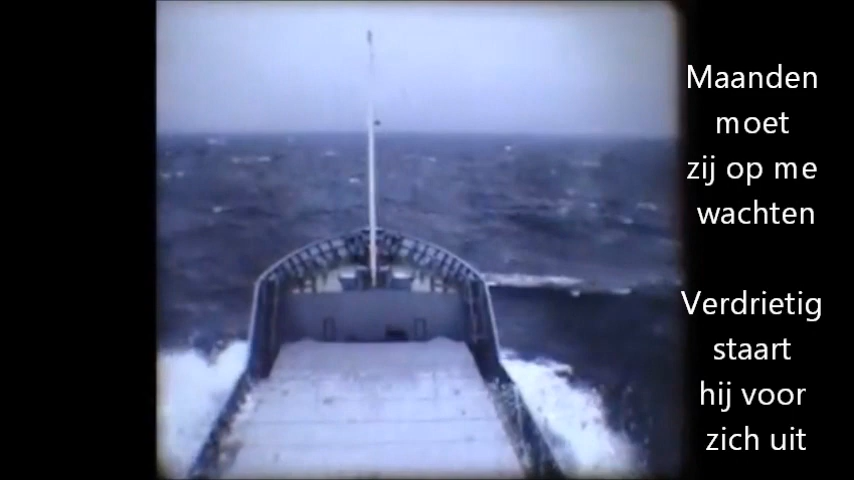 Maanden
moet
zij op me
wachten
Verdrietig
staart
hij voor
zich uit